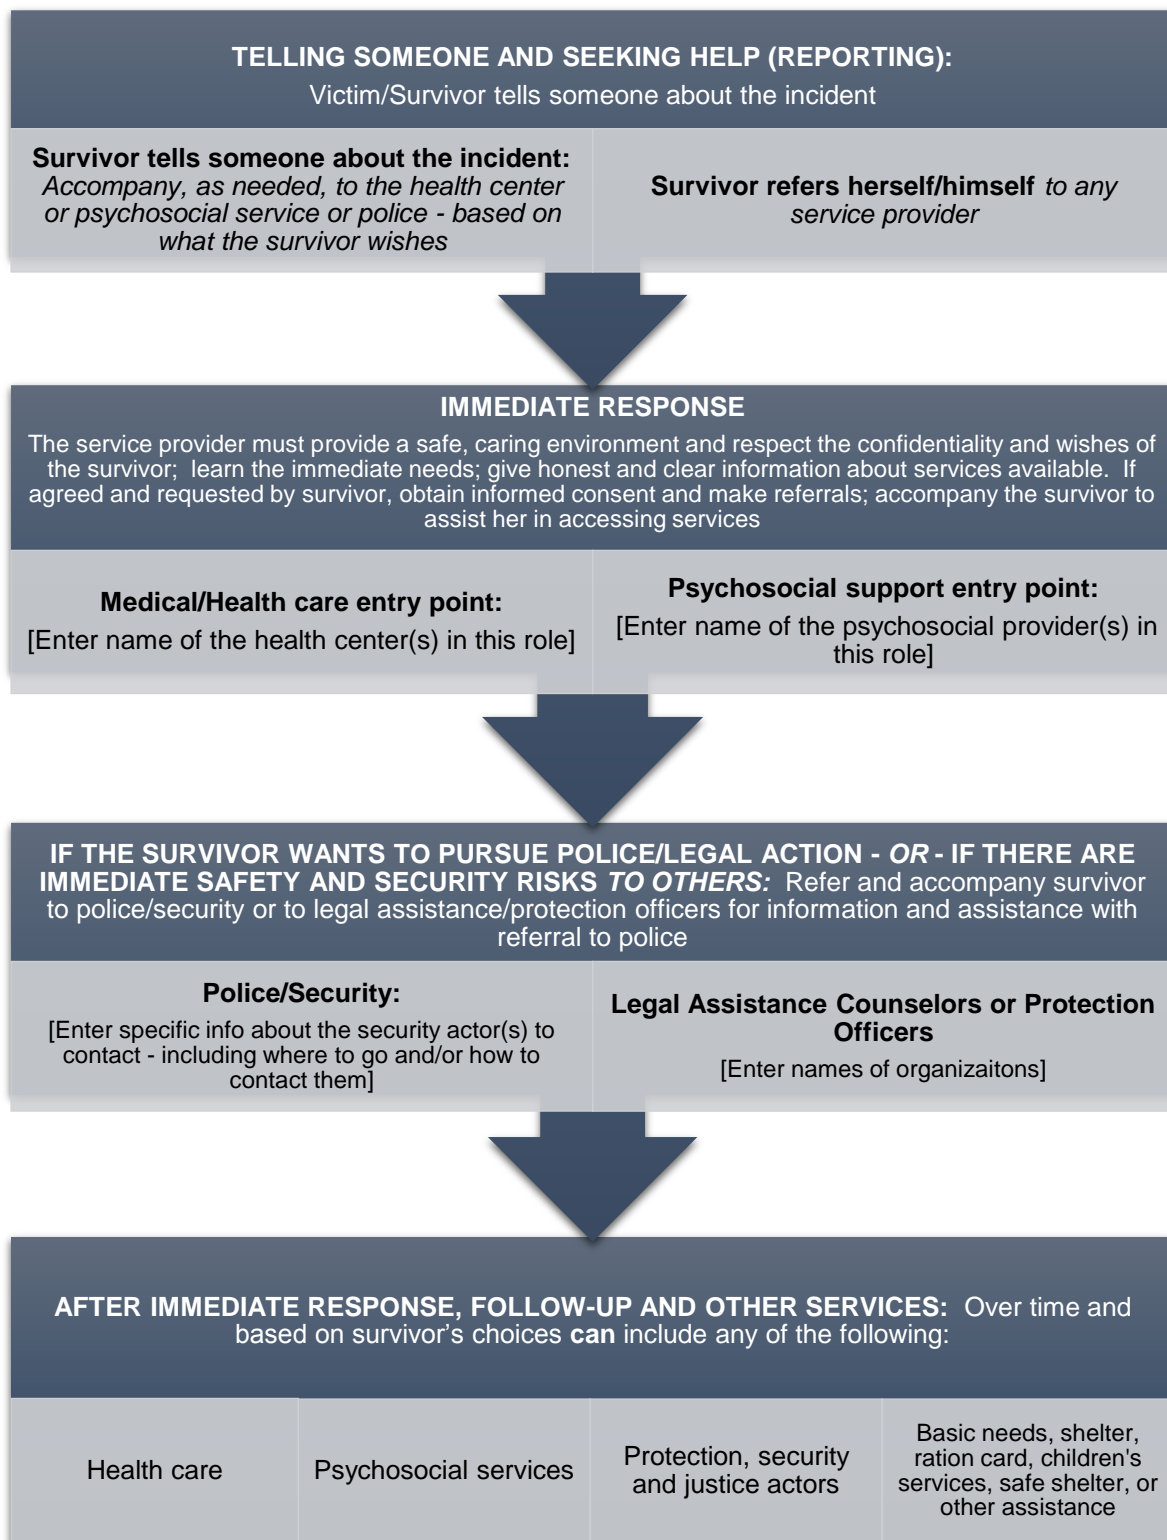 TELLING SOMEONE AND SEEKING HELP (REPORTING):
Victim/Survivor tells someone about the incident
Survivor tells someone about the incident:
Accompany, as needed, to the health center
or psychosocial service or police - based on
what the survivor wishes
Survivor refers herself/himself to any
service provider
IMMEDIATE RESPONSE
The service provider must provide a safe, caring environment and respect the confidentiality and wishes of
the survivor;  learn the immediate needs; give honest and clear information about services available.  If
agreed and requested by survivor, obtain informed consent and make referrals; accompany the survivor to
assist her in accessing services
Medical/Health care entry point:
[Enter name of the health center(s) in this role]
Psychosocial support entry point:
[Enter name of the psychosocial provider(s) in
this role]
IF THE SURVIVOR WANTS TO PURSUE POLICE/LEGAL ACTION - OR - IF THERE ARE
IMMEDIATE SAFETY AND SECURITY RISKS TO OTHERS:  Refer and accompany survivor
to police/security or to legal assistance/protection officers for information and assistance with
referral to police
Police/Security:
[Enter specific info about the security actor(s) to
contact - including where to go and/or how to
contact them]
Legal Assistance Counselors or Protection
Officers
[Enter names of organizaitons]
AFTER IMMEDIATE RESPONSE, FOLLOW-UP AND OTHER SERVICES:  Over time and
based on survivor’s choices can include any of the following:
Health care
Psychosocial services
Protection, security
and justice actors
Basic needs, shelter,
ration card, children's
services, safe shelter, or
other assistance